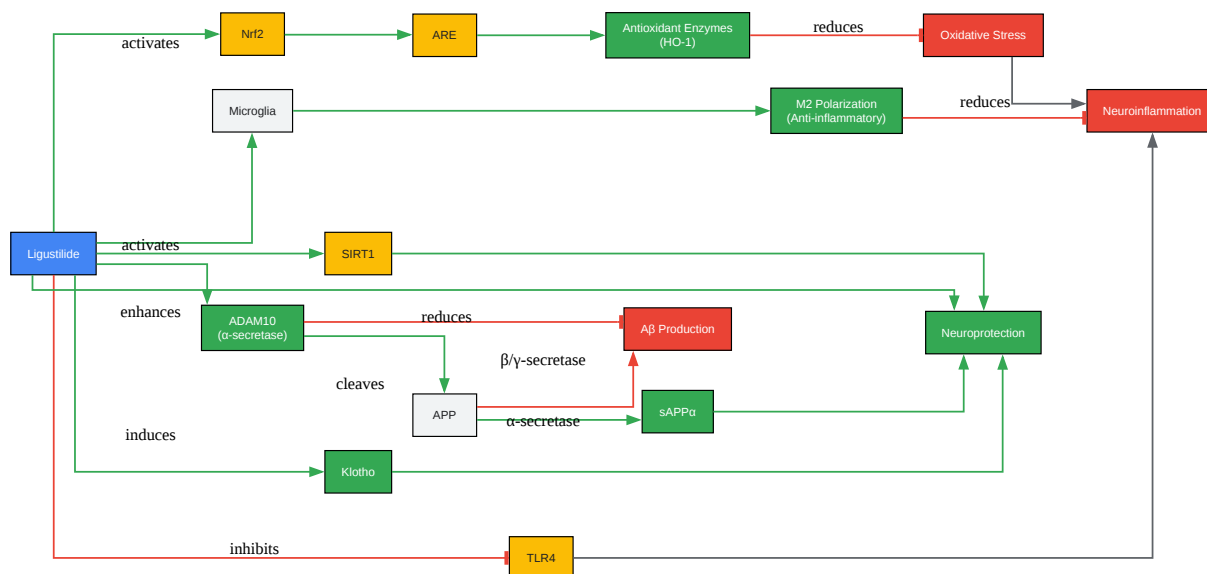 Nrf2
ARE
Antioxidant Enzymes
(HO-1)
reduces
Oxidative Stress
activates
Microglia
M2 Polarization
(Anti-inflammatory)
reduces
Neuroinflammation
Ligustilide
activates
SIRT1
enhances
ADAM10
(α-secretase)
reduces
Aβ Production
Neuroprotection
β/γ-secretase
cleaves
APP
α-secretase
sAPPα
induces
Klotho
inhibits
TLR4